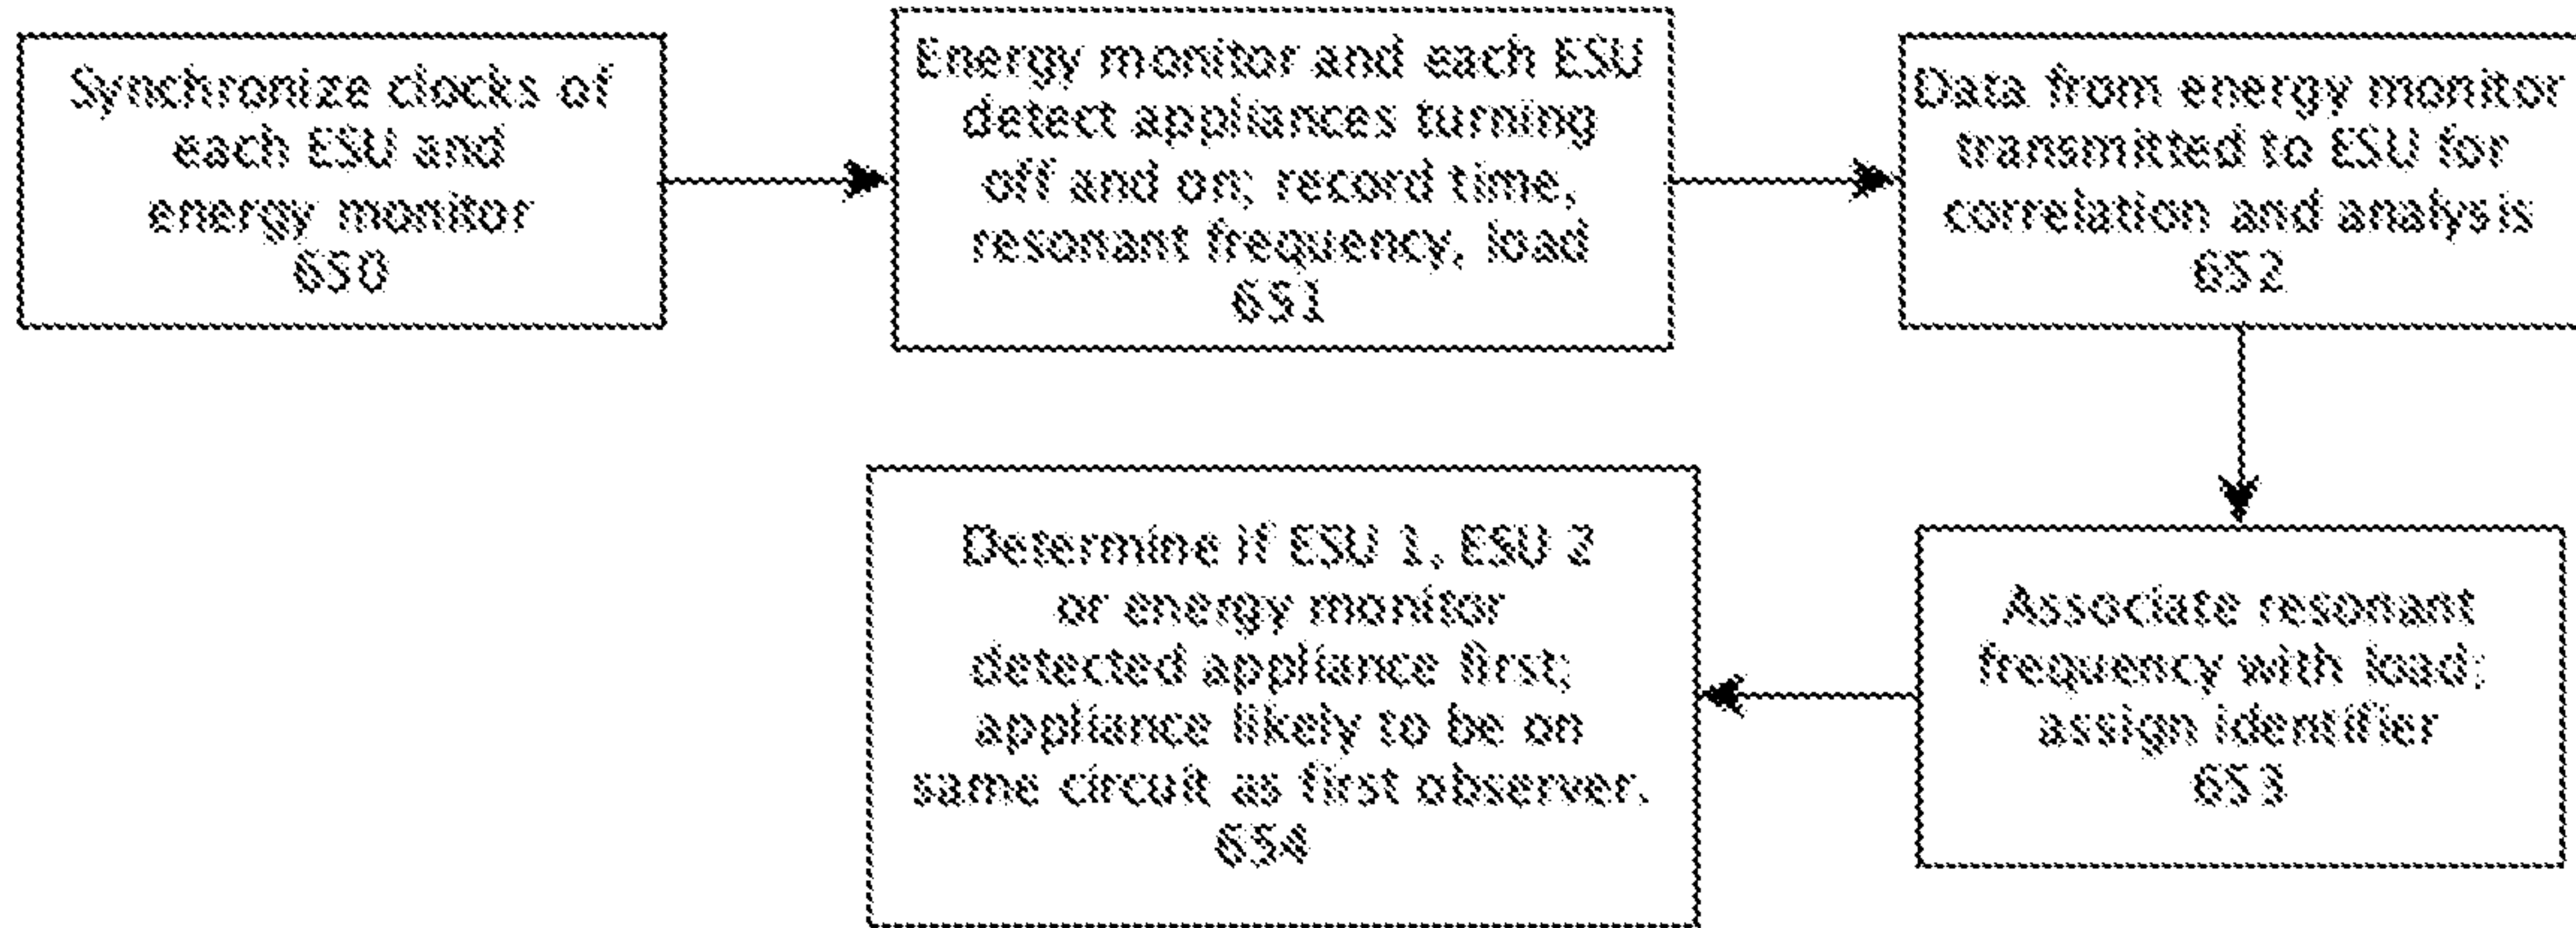 Synchronize clocks of
each ESU and
energy monitor
650
Energy monitor and each ESU
detect appliances turning
off and on; record time,
resonant frequency, load
651
Data from energy monitor
transmitted to ESU for
correlation and analysis
652
Associate resonant
frequency with load;
assign identifier
653
Determine if ESU 1, ESU 2
or energy monitor
detected appliance first;
appliance likely to be on
same circuit as first observer.
654